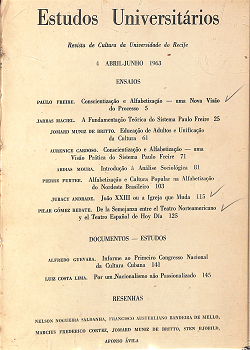 Estudos Universitários
Revista de Cultura da Universidade do Recife
4 ABRIL-JUNHO 1963
ENSAIOS
PAULO FREIRE. Conscientização e Alfabetização — uma Nova Visão
do Processo 5
JARBAS MACIEL. A Fundamentação Teórica do Sistema Paulo Freire 25
JOMARD MUNIZ DE BRITTO. Educação de Adultos e Unificação
da Cultura 61
AURENICE CARDOSO. Conscientização e Alfabetização — uma
Visão Prática do Sistema Paulo Freire 71
MOURA. Introdução à Análise Sociológica 81
PIERRE FURTER. Alfabetização e Cultura Popular na Alfabetização
do Nordeste Brasileiro 103
JURACY ANDRADE. João XXIII ou a Igreja que Muda 115
PILAR GÓMEZ BEDATE. De la Semejanza entre el Teatro Norteamericano
y el Teatro Español de Hoy Día 125
DOCUMENTOS — ESTUDOS
ALFREDO GUEVARA. Informe ao Primeiro Congresso Nacional
da Cultura Cubana 141
LUIZ COSTA LIMA. Por um Nacionalismo não Passionalizado 145
RESENHAS
NELSON NOGUEIRA SALDANHA, FRANCISCO AUSTERLIANO BANDEIRA DE MELLO,
MARCIUS FREDERICO CORTEZ, JOMARD MUNIZ DE BRITTO, STEN
AFONSO ÁVILA